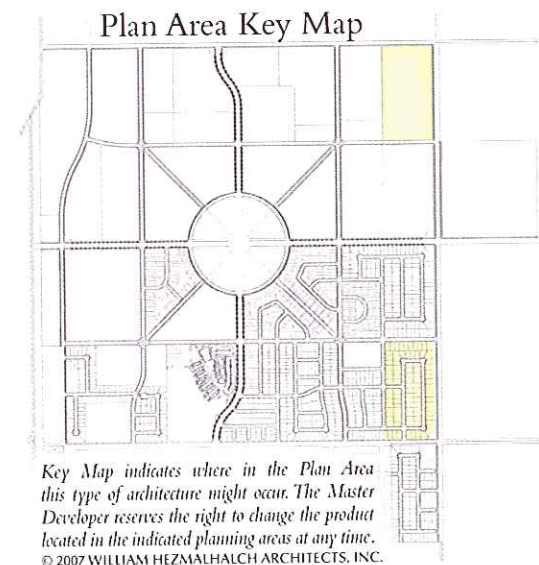 Plan Area Key Map
Key Map indicates where in the Plan Area
this type of architecture might occur. The Master
Developer reserves the right to change the product
located in the indicated planning areas at any time.
© 2007 WILLIAM HEZMALHALCH ARCHITECTS, INC.